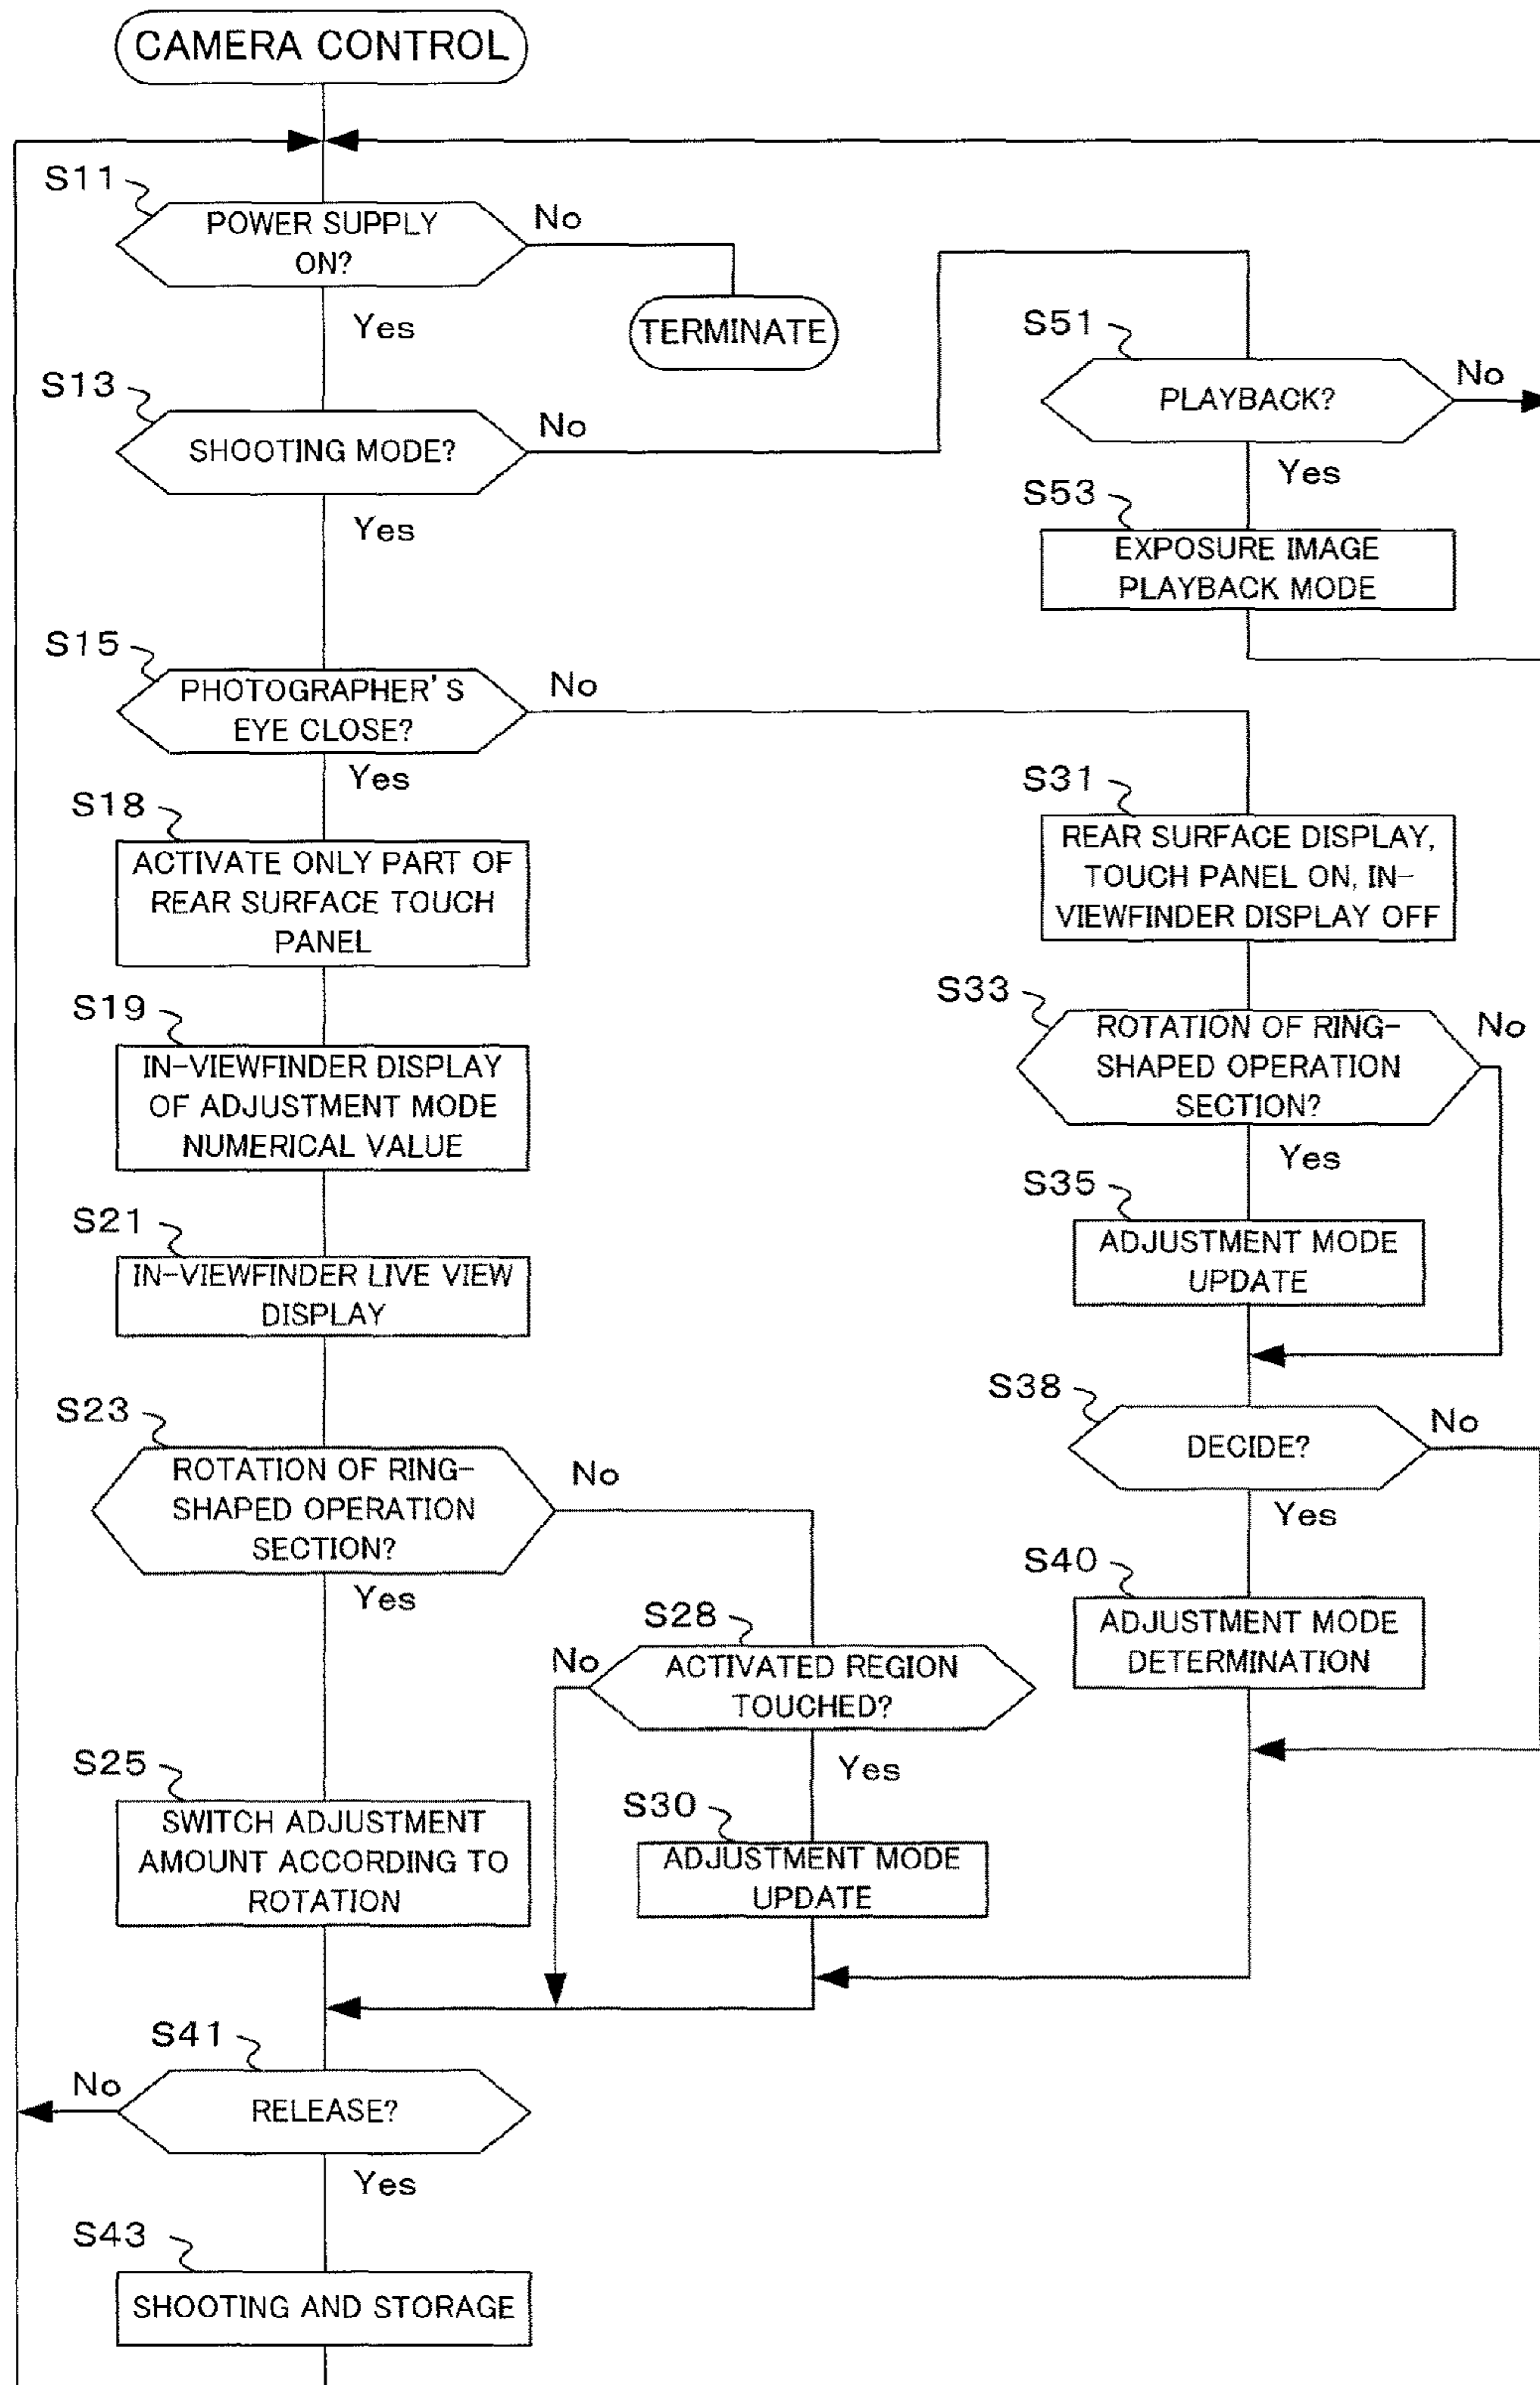 CAMERA CONTROL
S11
POWER SUPPLY
ON?
No
Yes
TERMINATE
S13
SHOOTING MODE?
No
Yes
S51
PLAYBACK?
No
Yes
S53
EXPOSURE IMAGE
PLAYBACK MODE
S15
PHOTOGRAPHER'S
EYE CLOSE?
No
Yes
S18
ACTIVATE ONLY PART OF
REAR SURFACE TOUCH
PANEL
S19
IN-VIEWFINDER DISPLAY
OF ADJUSTMENT MODE
NUMERICAL VALUE
S21
IN-VIEWFINDER LIVE VIEW
DISPLAY
S23
ROTATION OF RING-
SHAPED OPERATION
SECTION?
No
Yes
S28
No
ACTIVATED REGION
TOUCHED?
Yes
S30
ADJUSTMENT MODE
UPDATE
S25
SWITCH ADJUSTMENT
AMOUNT ACCORDING TO
ROTATION
S31
REAR SURFACE DISPLAY,
TOUCH PANEL ON, IN-
VIEWFINDER DISPLAY OFF
S33
ROTATION OF RING-
SHAPED OPERATION
SECTION?
No
Yes
S35
ADJUSTMENT MODE
UPDATE
S38
DECIDE?
No
Yes
S40
ADJUSTMENT MODE
DETERMINATION
S41
No
RELEASE?
Yes
S43
SHOOTING AND STORAGE